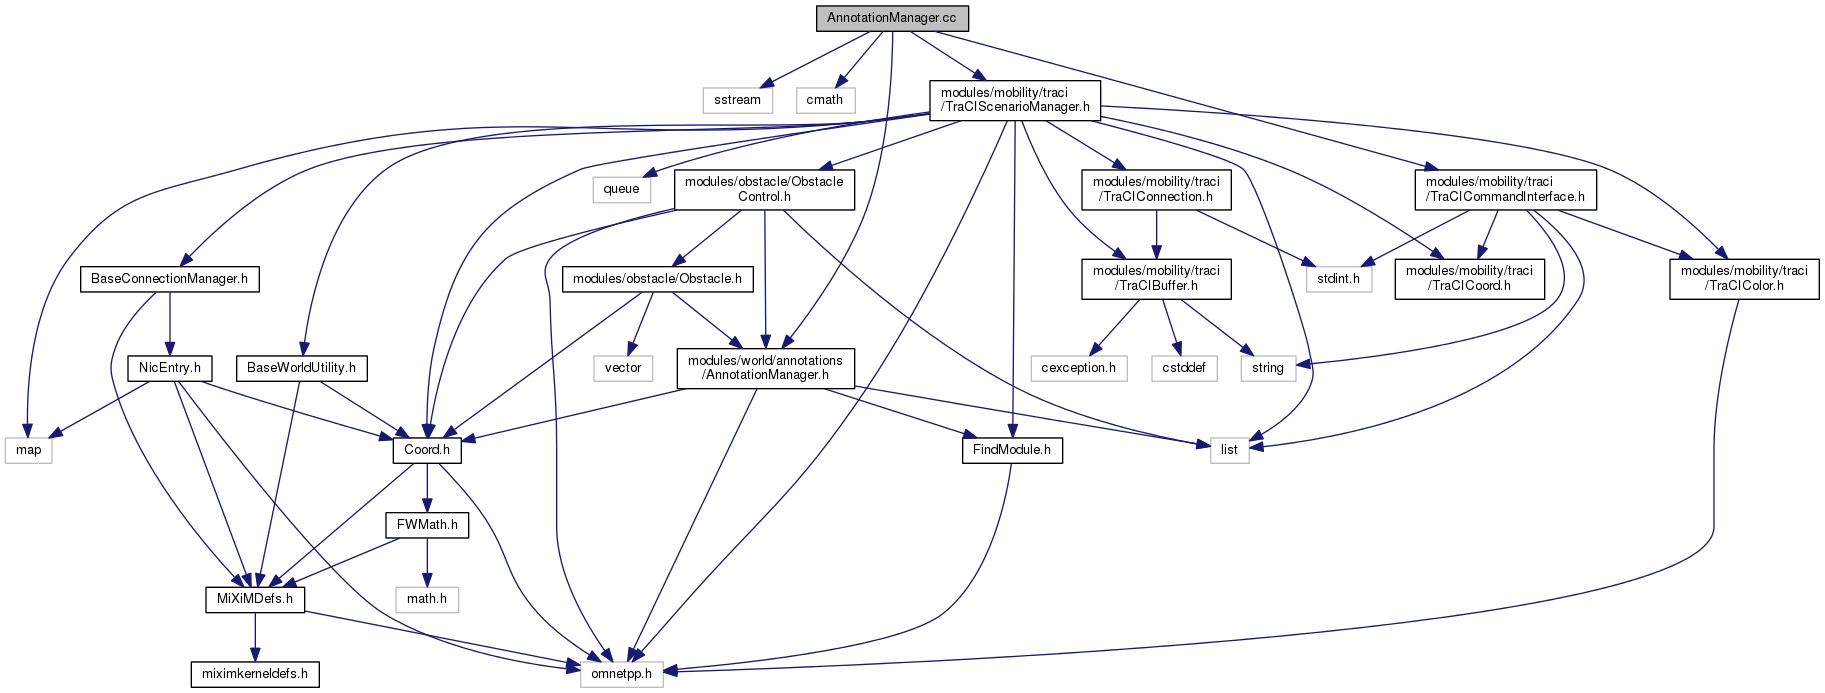 AnnotationManager.cc
sstream
cmath
modules/mobility/traci
/TraCIScenarioManager.h
queue
modules/obstacle/Obstacle
Control.h
modules/mobility/traci
/TraCIConnection.h
modules/mobility/traci
/TraCICommandInterface.h
BaseConnectionManager.h
modules/obstacle/Obstacle.h
modules/mobility/traci
/TraCIBuffer.h
stdint.h
modules/mobility/traci
/TraCICoord.h
modules/mobility/traci
/TraCIColor.h
NicEntry.h
BaseWorldUtility.h
vector
modules/world/annotations
/AnnotationManager.h
cexception.h
cstddef
string
map
Coord.h
FindModule.h
list
FWMath.h
MiXiMDefs.h
math.h
miximkerneldefs.h
omnetpp.h